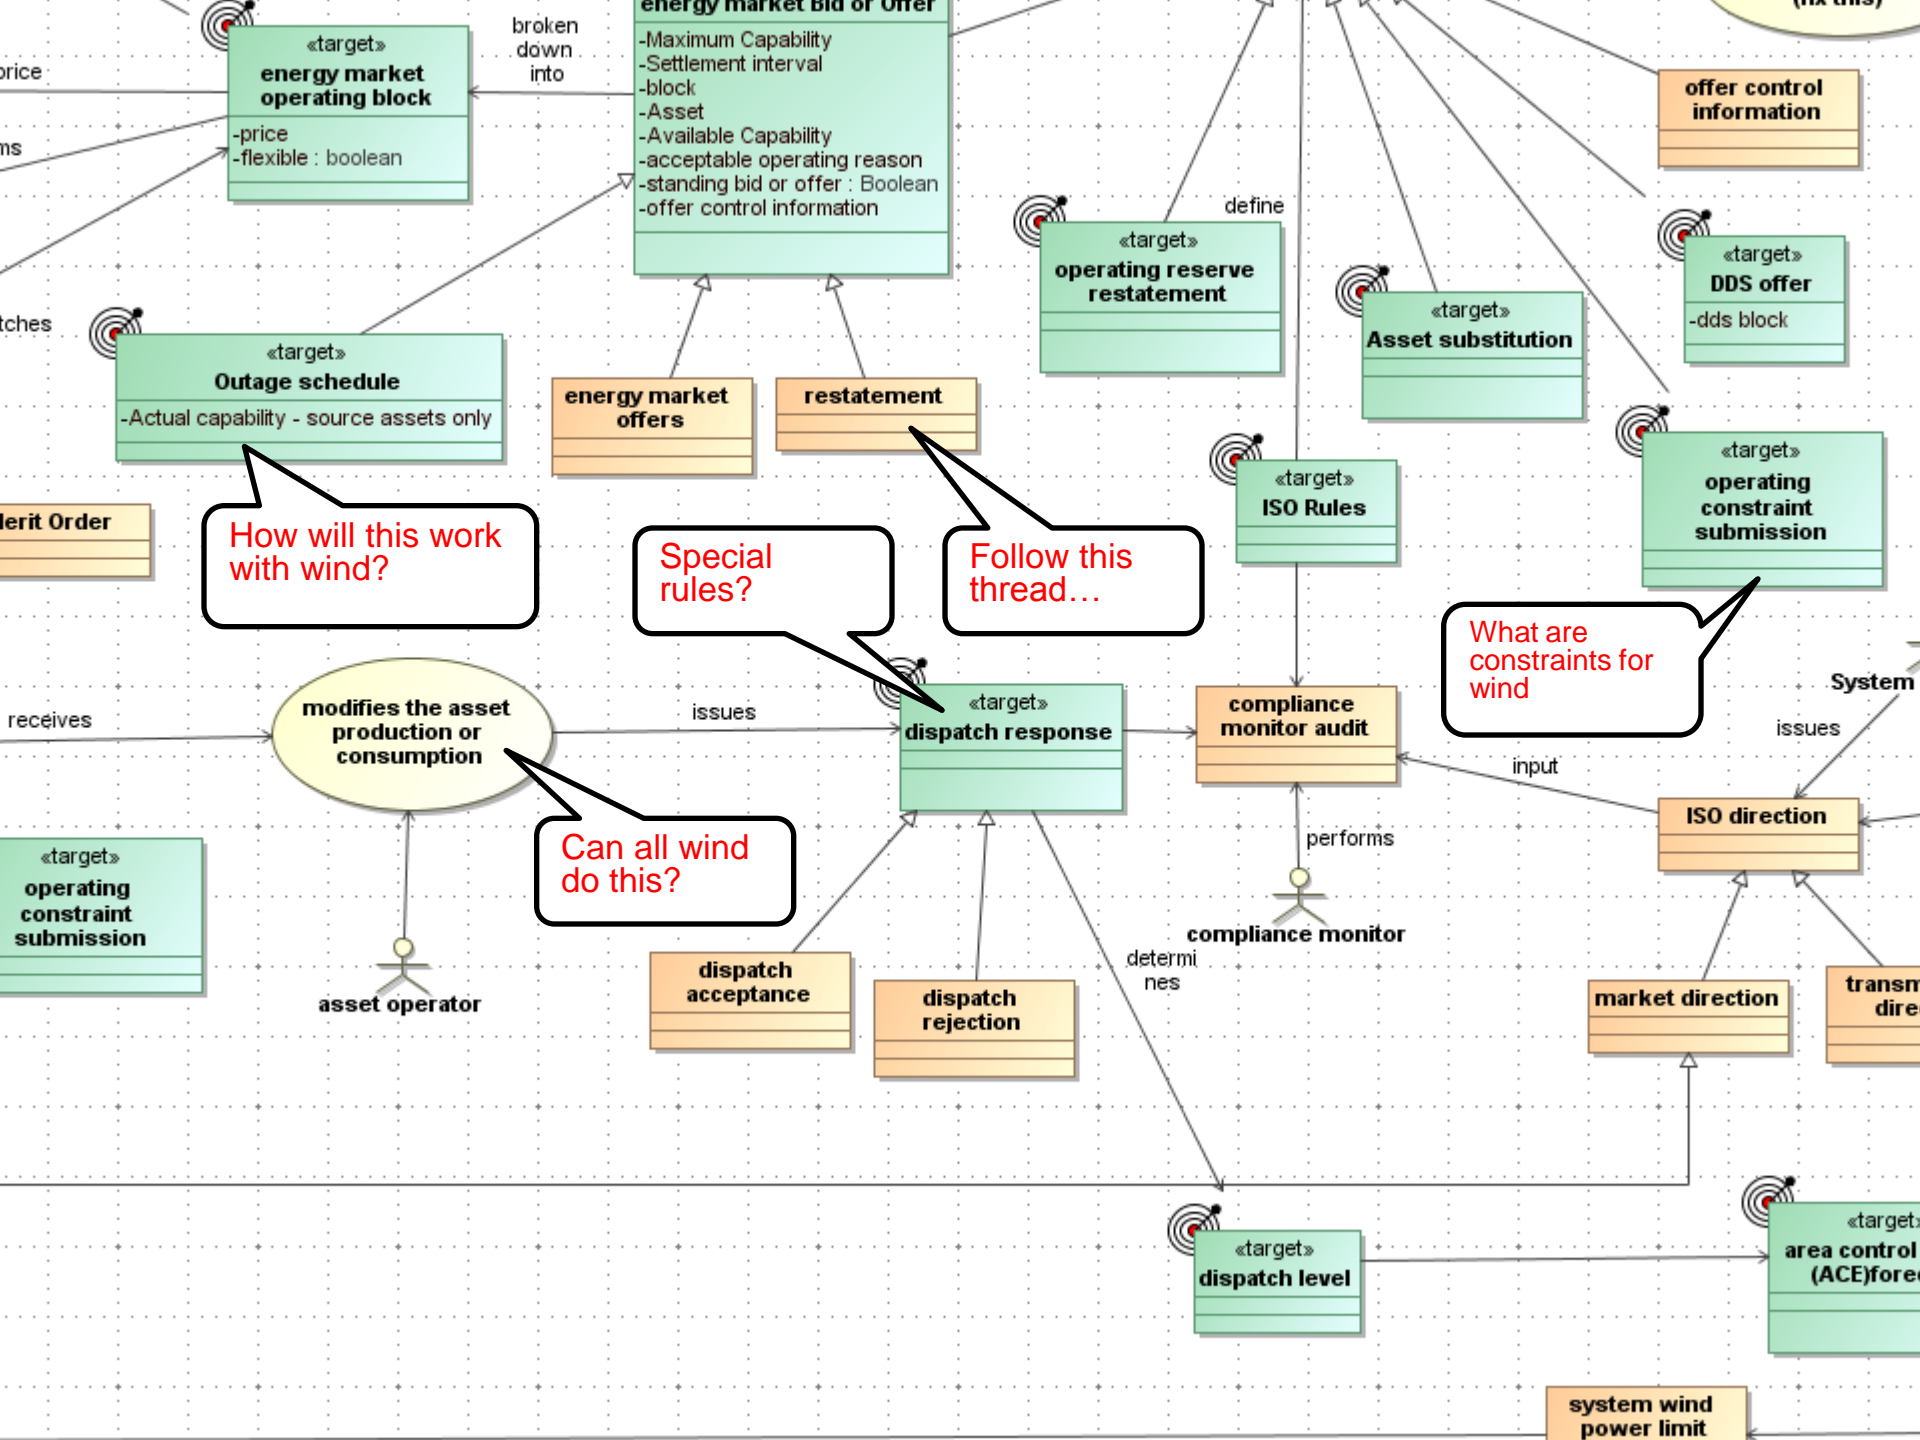 energy market Bid or Offer
-Maximum Capability
-Settlement interval
-block
-Asset
-Available Capability
-acceptable operating reason
-standing bid or offer : Boolean
-offer control information
broken
down
into
«target»
energy market
operating block
-price
-flexible : boolean
price
offer control
information
define
«target»
operating reserve
restatement
«target»
DDS offer
-dds block
«target»
Asset substitution
«target»
Outage schedule
-Actual capability - source assets only
energy market
offers
restatement
«target»
ISO Rules
«target»
operating
constraint
submission
Merit Order
How will this work
with wind?
Special
rules?
Follow this
thread…
What are
constraints for
wind
System
issues
receives
modifies the asset
production or
consumption
issues
«target»
dispatch response
compliance
monitor audit
input
ISO direction
Can all wind
do this?
performs
compliance monitor
«target»
operating
constraint
submission
asset operator
dispatch
acceptance
dispatch
rejection
determi
nes
market direction
«target»
dispatch level
«target»
area control
(ACE)
system wind
power limit